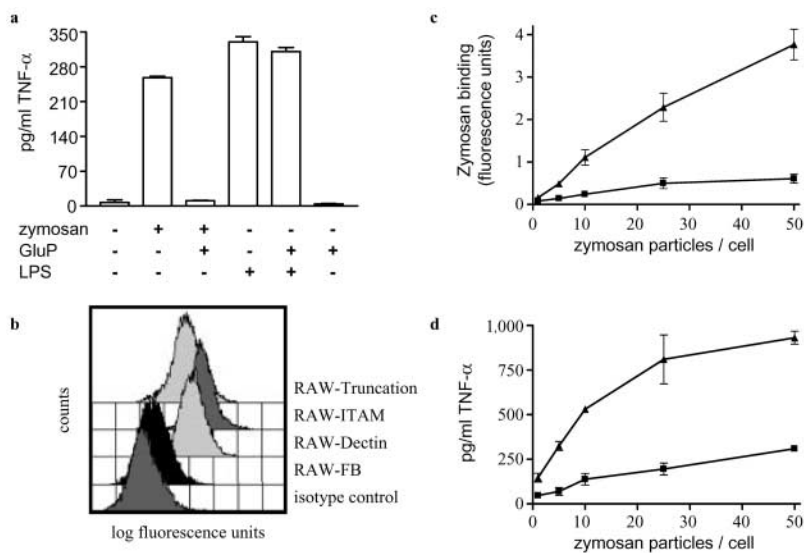 a
pg/ml TNF-α
350
280
210
140
70
0
zymosan - + + - - -
GluP - - + - + +
LPS - - - + + -
b
counts
RAW-Truncation
RAW-ITAM
RAW-Dectin
RAW-FB
isotype control
log fluorescence units
c
Zymosan binding
(fluorescence units)
4
3
2
1
0
0 10 20 30 40 50
zymosan particles / cell
d
pg/ml TNF-α
1,000
750
500
250
0
0 10 20 30 40 50
zymosan particles / cell